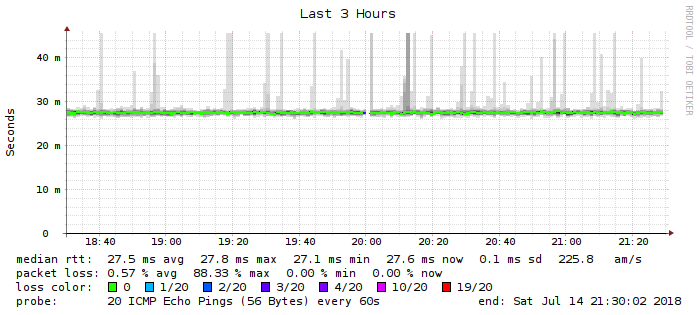 Last 3 Hours
RRDTOOL / TOBI OETIKER
Seconds
40 m
30 m
20 m
10 m
0
18:40 19:00 19:20 19:40 20:00 20:20 20:40 21:00 21:20
median rtt: 27.5 ms avg 27.8 ms max 27.1 ms min 27.6 ms now 0.1 ms sd 225.8 am/s
packet loss: 0.57 % avg 88.33 % max 0.00 % min 0.00 % now
loss color: 0 1/20 2/20 3/20 4/20 10/20 19/20
probe: 20 ICMP Echo Pings (56 Bytes) every 60s end: Sat Jul 14 21:30:02 2018